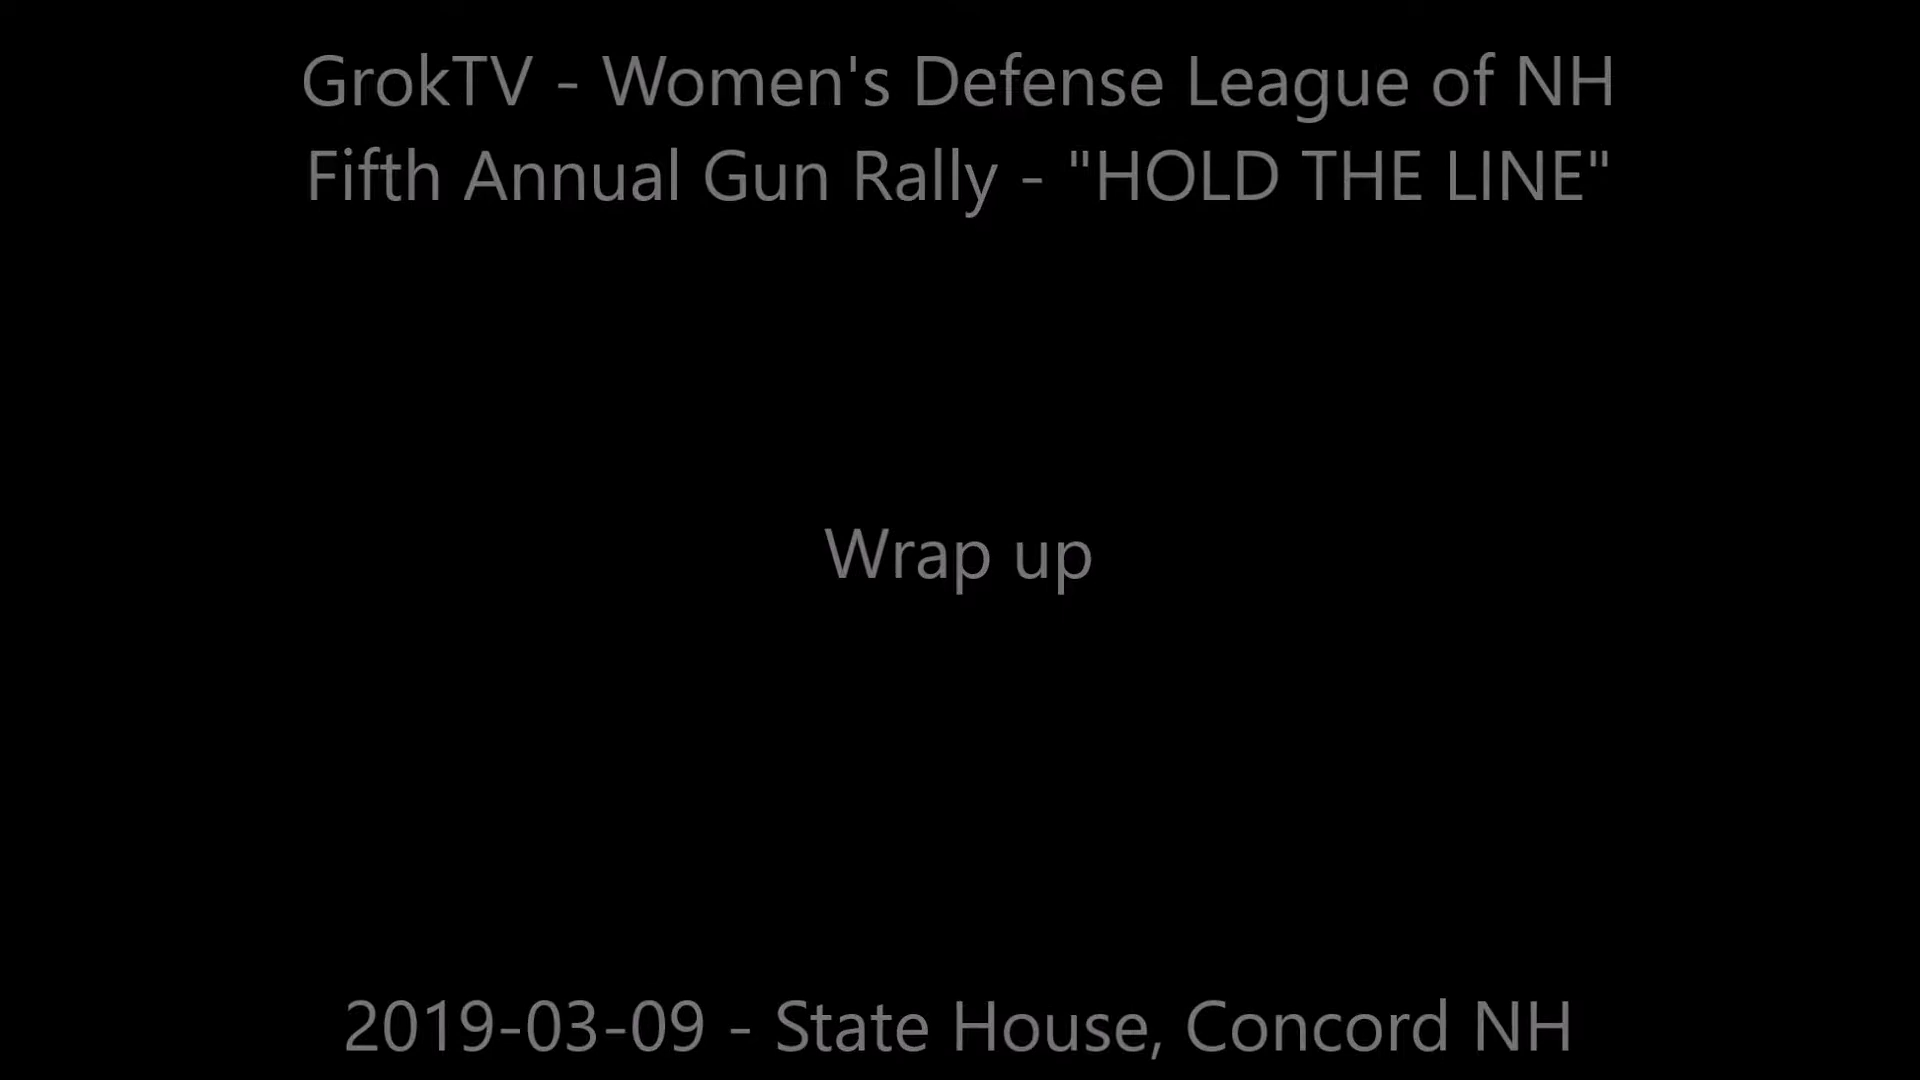 GrokTV - Women's Defense League of NH
Fifth Annual Gun Rally - "HOLD THE LINE"
Wrap up
2019-03-09 - State House, Concord NH